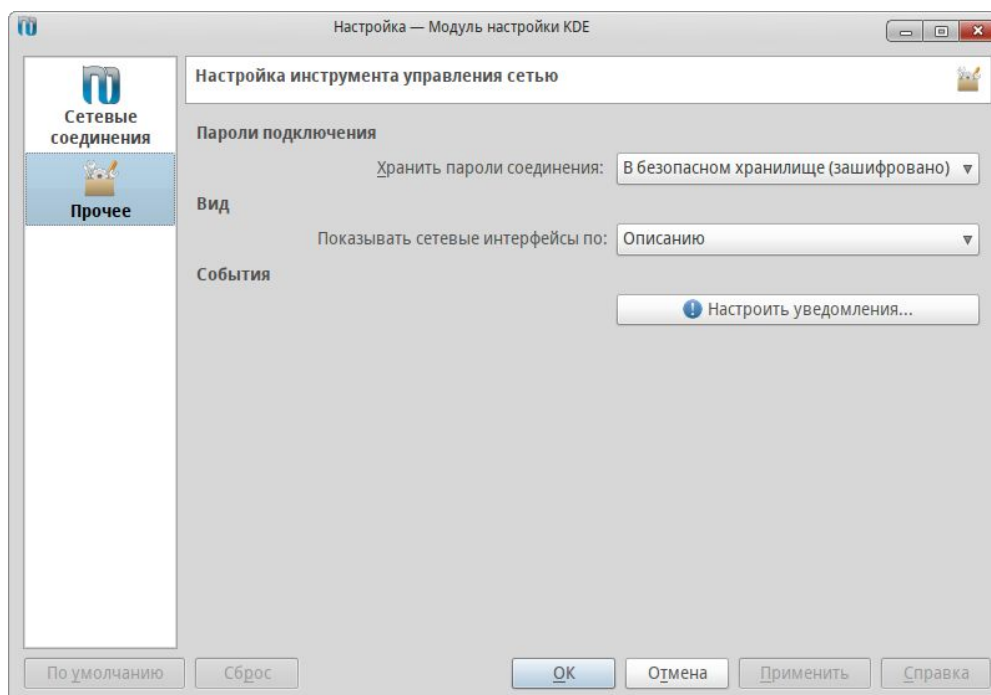 Настройка — Модуль настройки KDE
Сетевые
соединения
Прочее
Настройка инструмента управления сетью
Пароли подключения
Хранить пароли соединения: В безопасном хранилище (зашифровано)
Вид
Показывать сетевые интерфейсы по: Описанию
События
Настроить уведомления...
По умолчанию Сброс OK Отмена Применить Справка